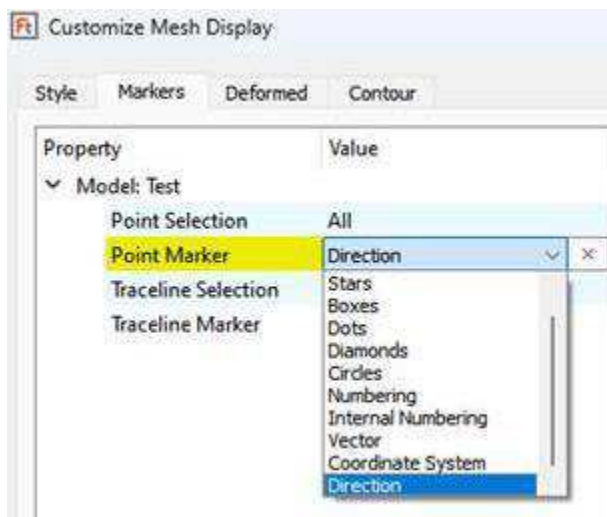 Ft Customize Mesh Display
Style Markers Deformed Contour
Property Value
Model: Test
Point Selection All
Point Marker Direction
Traceline Selection
Traceline Marker
Stars
Boxes
Dots
Diamonds
Circles
Numbering
Internal Numbering
Vector
Coordinate System
Direction